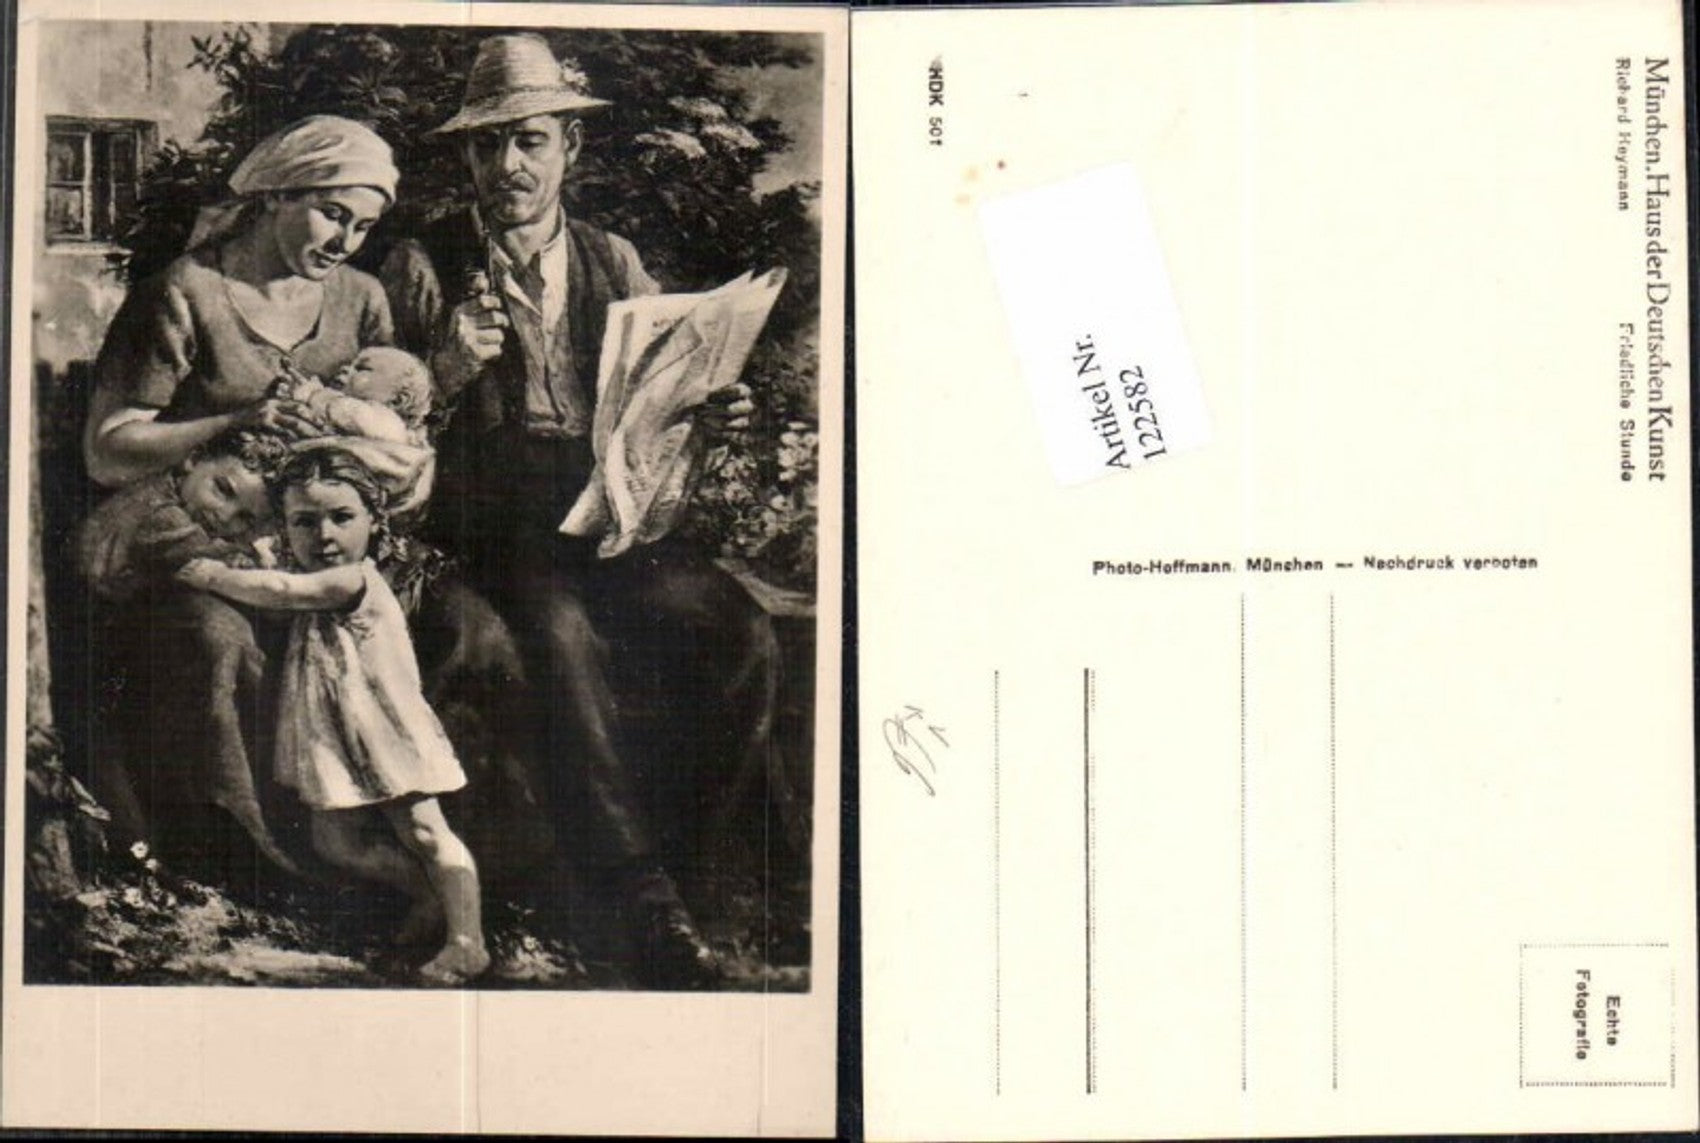 München. Haus der Deutschen Kunst
Richard Heymann Friedliche Stunde
HDK 501
Artikel Nr.
122582
Photo-Hoffmann. München — Nachdruck verboten
Echte
Fotografie